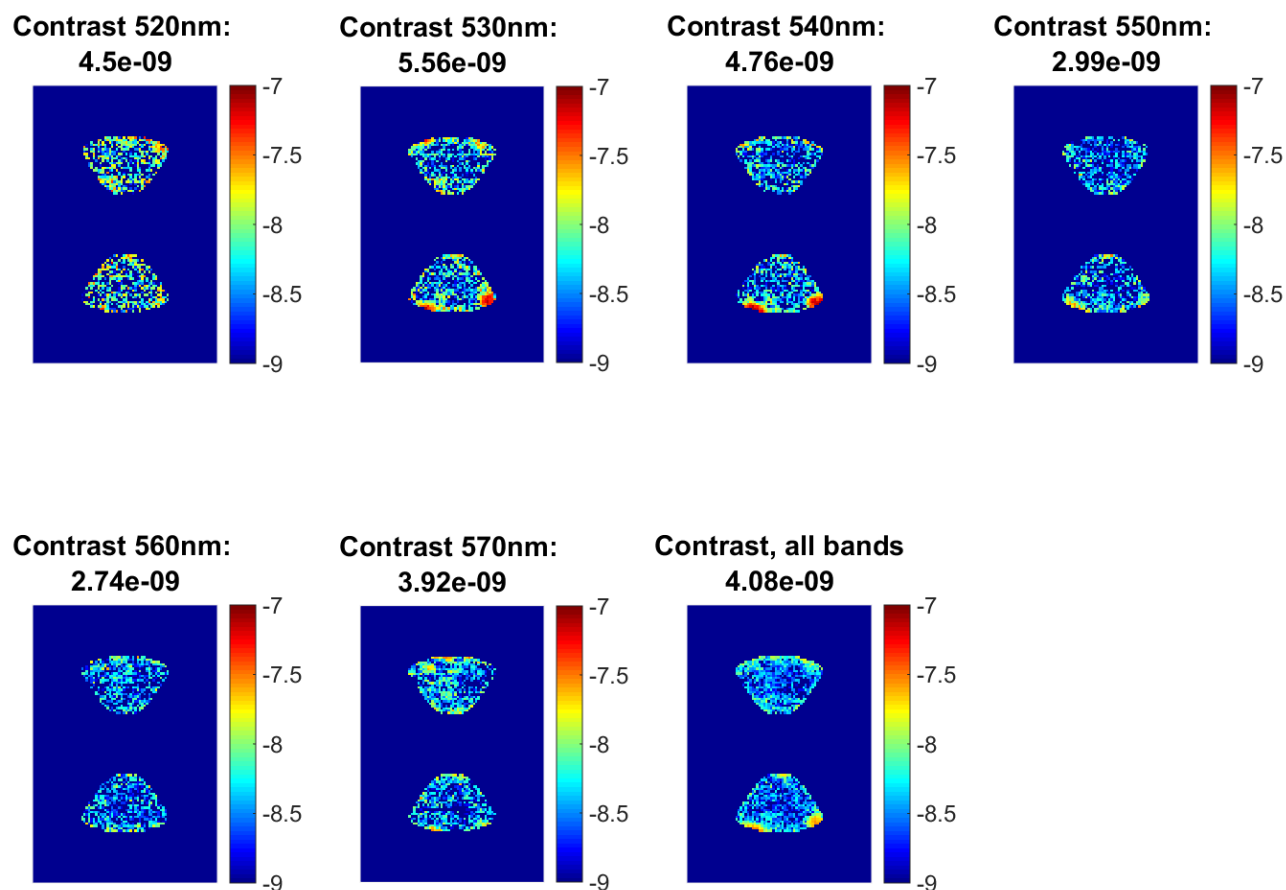 Contrast 520nm:
4.5e-09
Contrast 530nm:
5.56e-09
Contrast 540nm:
4.76e-09
Contrast 550nm:
2.99e-09
-7
-7.5
-8
-8.5
-9
-7
-7.5
-8
-8.5
-9
-7
-7.5
-8
-8.5
-9
-7
-7.5
-8
-8.5
-9
Contrast 560nm:
2.74e-09
Contrast 570nm:
3.92e-09
Contrast, all bands
4.08e-09
-7
-7.5
-8
-8.5
-9
-7
-7.5
-8
-8.5
-9
-7
-7.5
-8
-8.5
-9